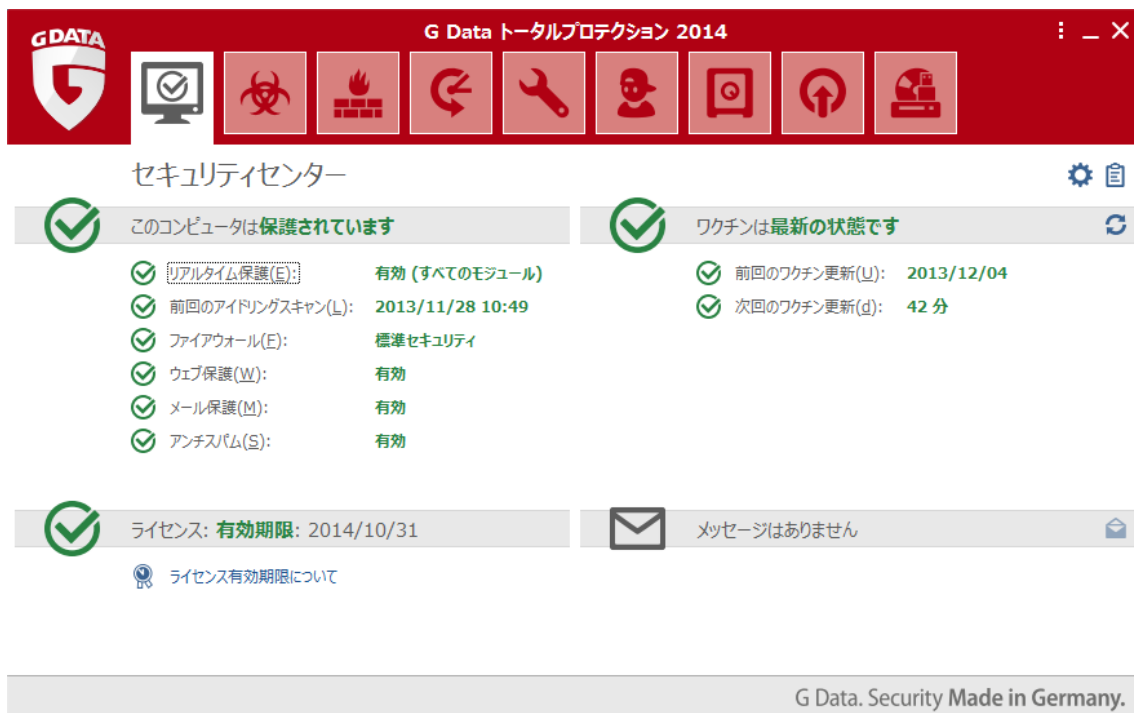 G Data トータルプロテクション 2014
GDATA
G
セキュリティセンター
このコンピュータは保護されています
リアルタイム保護(E): 有効 (すべてのモジュール)
前回のアイドリングスキャン(L): 2013/11/28 10:49
ファイアウォール(F): 標準セキュリティ
ウェブ保護(W): 有効
メール保護(M): 有効
アンチスパム(S): 有効
ワクチンは最新の状態です
前回のワクチン更新(U): 2013/12/04
次回のワクチン更新(d): 42 分
ライセンス: 有効期限: 2014/10/31
ライセンス有効期限について
メッセージはありません
G Data. Security Made in Germany.